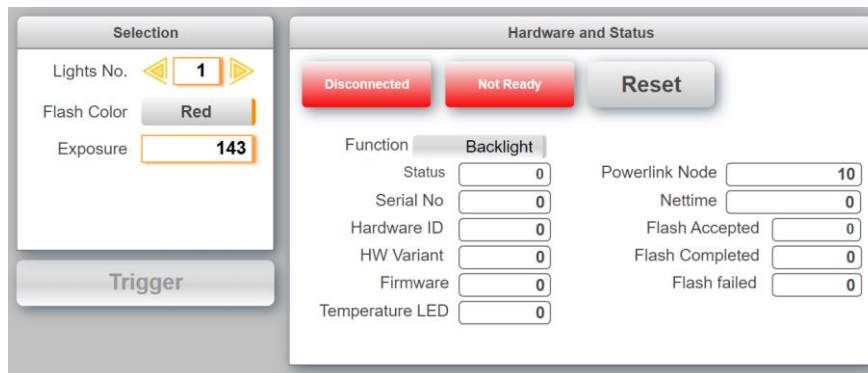 Selection
Lights No. 1
Flash Color Red
Exposure 143
Trigger
Hardware and Status
Disconnected Not Ready Reset
Function Backlight
Status 0
Serial No 0
Hardware ID 0
HW Variant 0
Firmware 0
Temperature LED 0
Powerlink Node 10
Nettime 0
Flash Accepted 0
Flash Completed 0
Flash failed 0